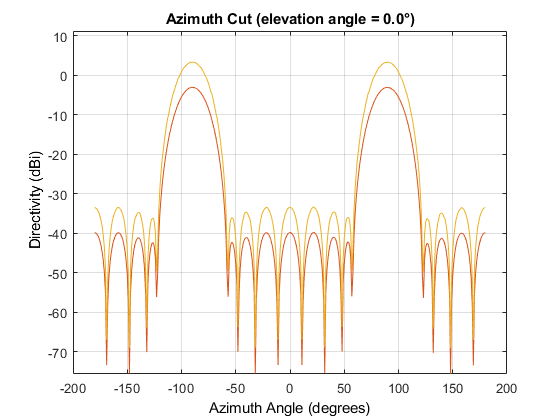 Azimuth Cut (elevation angle = 0.0°)
10
0
-10
-20
-30
-40
-50
-60
-70
Directivity (dBi)
-200 -150 -100 -50 0 50 100 150 200
Azimuth Angle (degrees)